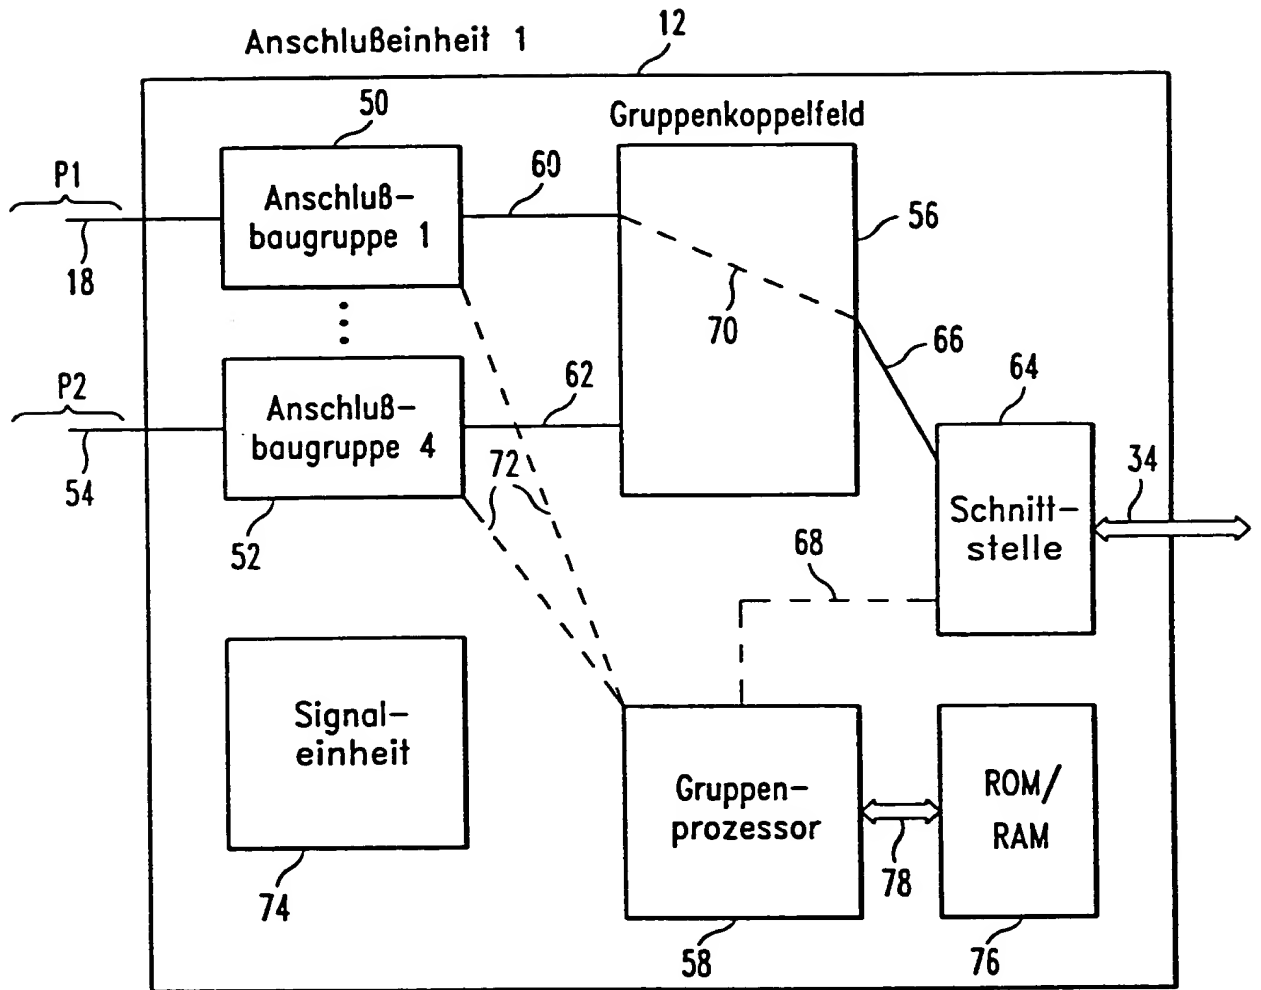 Anschlußeinheit 1
12
50
Gruppenkoppelfeld
P1
Anschluß-
baugruppe 1
60
56
18
70
66
64
P2
Anschluß-
baugruppe 4
62
34
54
72
52
Schnitt-
stelle
68
Signal-
einheit
Gruppen-
prozessor
ROM/
RAM
78
74
58
76